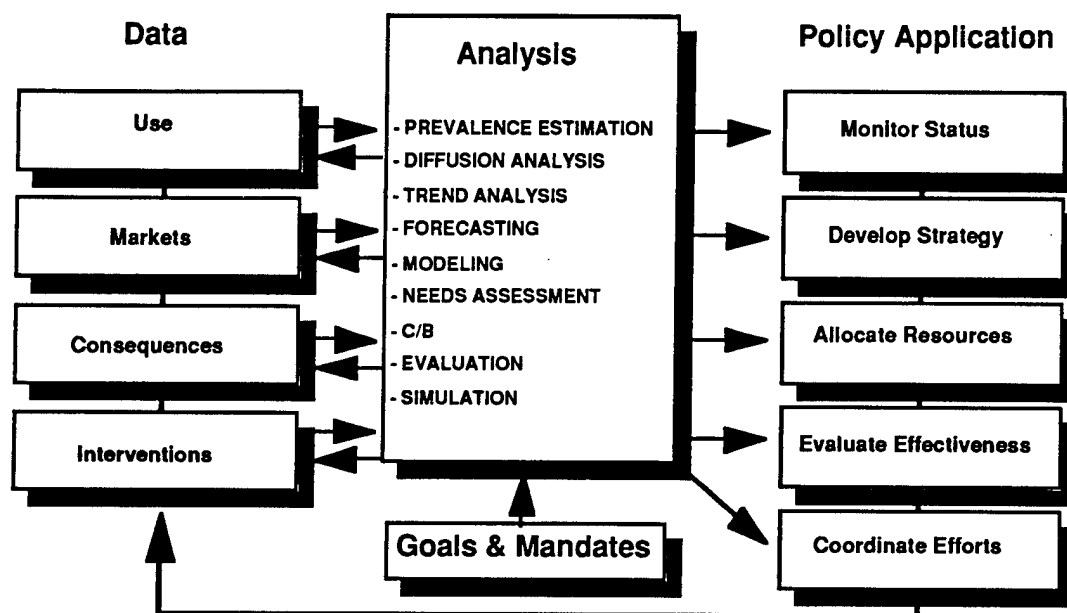 Data
Use
Markets
Consequences
Interventions
Analysis
- PREVALENCE ESTIMATION
- DIFFUSION ANALYSIS
- TREND ANALYSIS
- FORECASTING
- MODELING
- NEEDS ASSESSMENT
- C/B
- EVALUATION
- SIMULATION
Goals & Mandates
Policy Application
Monitor Status
Develop Strategy
Allocate Resources
Evaluate Effectiveness
Coordinate Efforts